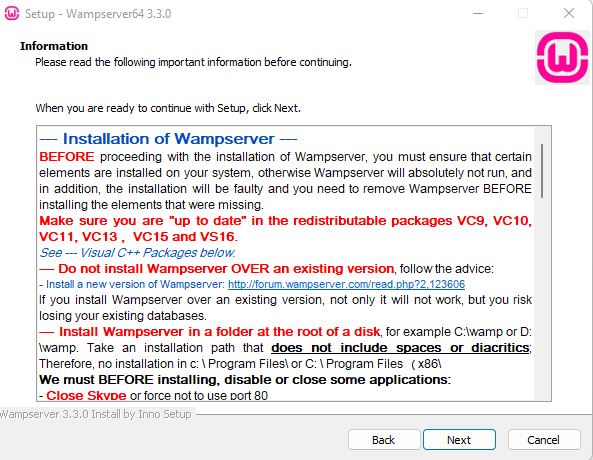 Setup - Wampserver64 3.3.0
Information
Please read the following important information before continuing.
When you are ready to continue with Setup, click Next.
--- Installation of Wampserver ---
BEFORE proceeding with the installation of Wampserver, you must ensure that certain
elements are installed on your system, otherwise Wampserver will absolutely not run, and
in addition, the installation will be faulty and you need to remove Wampserver BEFORE
installing the elements that were missing.
Make sure you are "up to date" in the redistributable packages VC9, VC10,
VC11, VC13 , VC15 and VS16.
See --- Visual C++ Packages below.
--- Do not install Wampserver OVER an existing version, follow the advice:
- Install a new version of Wampserver: http://forum.wampserver.com/read.php?2,123606
If you install Wampserver over an existing version, not only it will not work, but you risk
losing your existing databases.
--- Install Wampserver in a folder at the root of a disk, for example C:\wamp or D:
\wamp. Take an installation path that does not include spaces or diacritics;
Therefore, no installation in c: \ Program Files\ or C: \ Program Files (x86\
We must BEFORE installing, disable or close some applications:
- Close Skype or force not to use port 80
Wampserver 3.3.0 Install by Inno Setup
Back
Next
Cancel